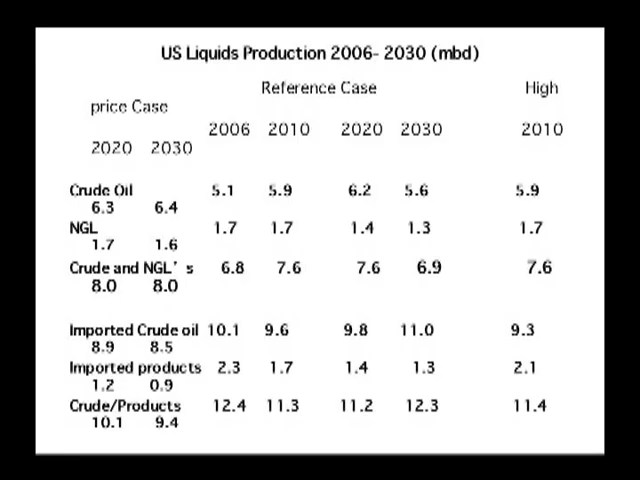 US Liquids Production 2006- 2030 (mbd)
Reference Case High
price Case
2006 2010 2020 2030 2010
2020 2030
Crude Oil 5.1 5.9 6.2 5.6 5.9
6.3 6.4
NGL 1.7 1.7 1.4 1.3 1.7
1.7 1.6
Crude and NGL's 6.8 7.6 7.6 6.9 7.6
8.0 8.0
Imported Crude oil 10.1 9.6 9.8 11.0 9.3
8.9 8.5
Imported products 2.3 1.7 1.4 1.3 2.1
1.2 0.9
Crude/Products 12.4 11.3 11.2 12.3 11.4
10.1 9.4